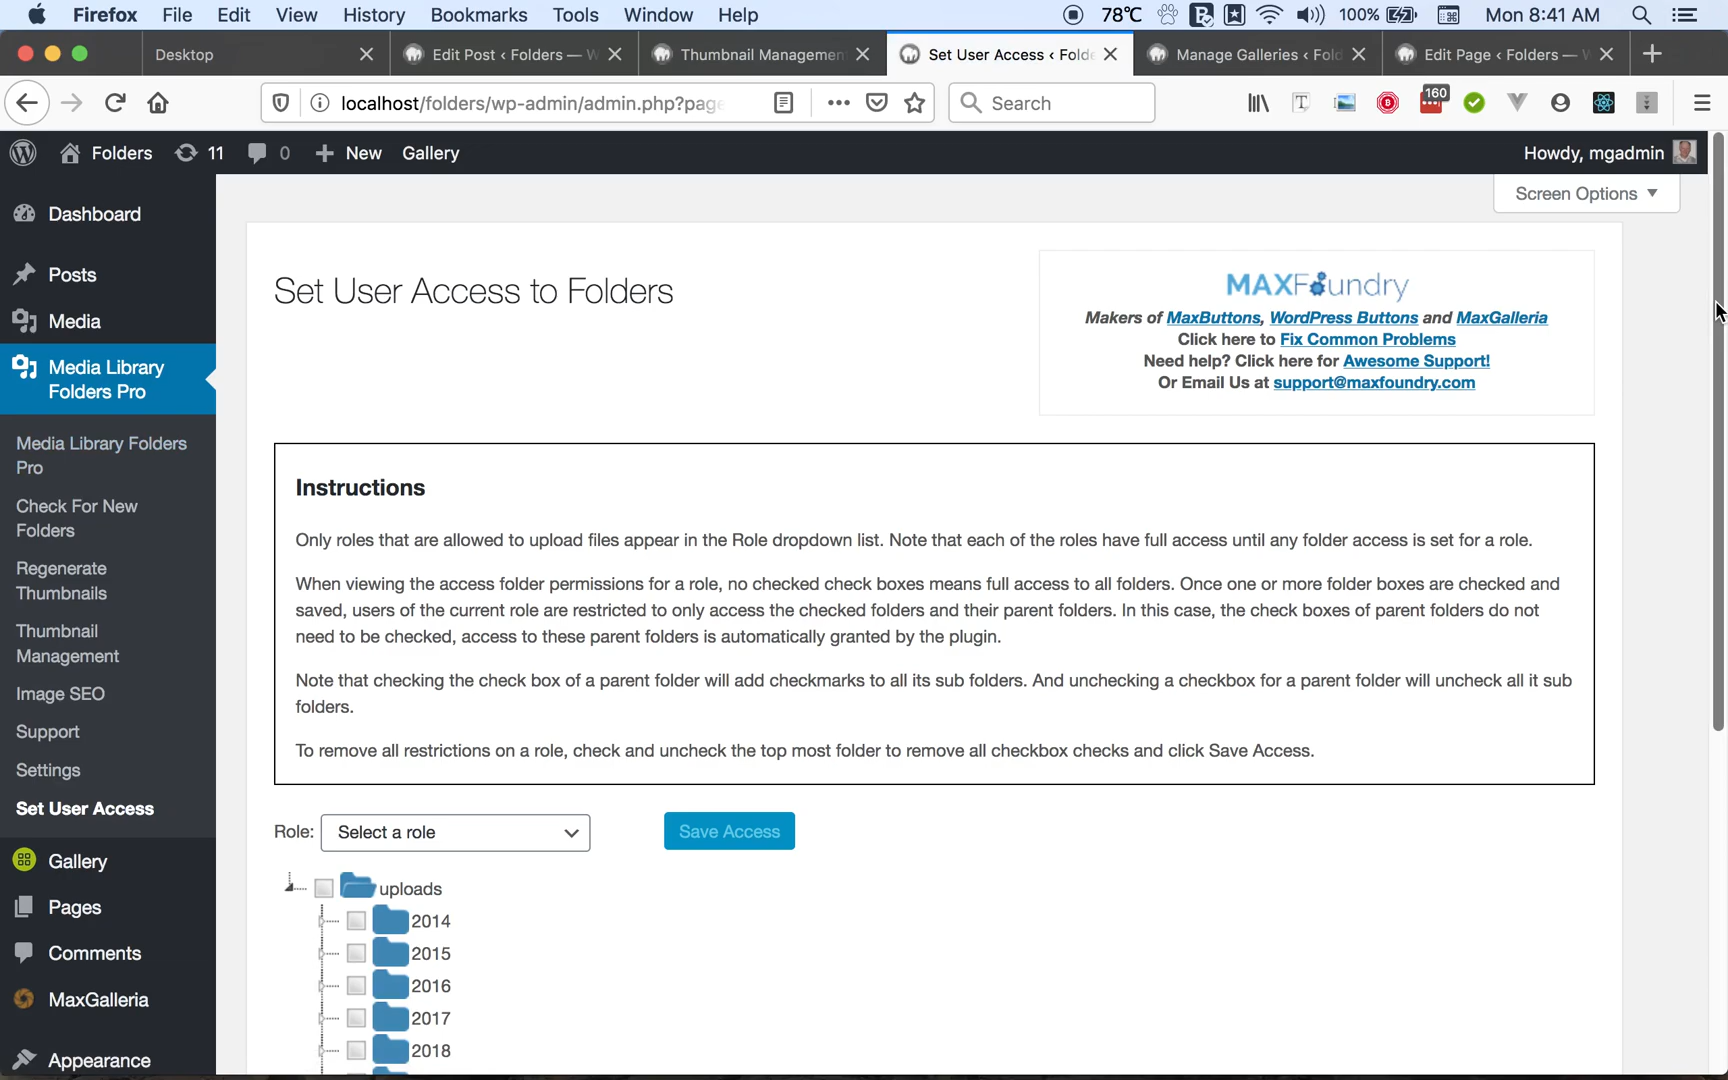 Firefox File Edit View History Bookmarks Tools Window Help 78°C 100% Mon 8:41 AM
Desktop Edit Post ‹ Folders — W Thumbnail Management Set User Access ‹ Folde Manage Galleries ‹ Fold Edit Page ‹ Folders — W
localhost/folders/wp-admin/admin.php?page Search 160
Folders 11 0 New Gallery Howdy, mgadmin
Screen Options
Dashboard
Posts
Media
Media Library
Folders Pro
Media Library Folders
Pro
Check For New
Folders
Regenerate
Thumbnails
Thumbnail
Management
Image SEO
Support
Settings
Set User Access
Gallery
Pages
Comments
MaxGalleria
Appearance
Set User Access to Folders
MAXFoundry
Makers of MaxButtons, WordPress Buttons and MaxGalleria
Click here to Fix Common Problems
Need help? Click here for Awesome Support!
Or Email Us at support@maxfoundry.com
Instructions
Only roles that are allowed to upload files appear in the Role dropdown list. Note that each of the roles have full access until any folder access is set for a role.
When viewing the access folder permissions for a role, no checked check boxes means full access to all folders. Once one or more folder boxes are checked and
saved, users of the current role are restricted to only access the checked folders and their parent folders. In this case, the check boxes of parent folders do not
need to be checked, access to these parent folders is automatically granted by the plugin.
Note that checking the check box of a parent folder will add checkmarks to all its sub folders. And unchecking a checkbox for a parent folder will uncheck all it sub
folders.
To remove all restrictions on a role, check and uncheck the top most folder to remove all checkbox checks and click Save Access.
Role: Select a role Save Access
uploads
2014
2015
2016
2017
2018